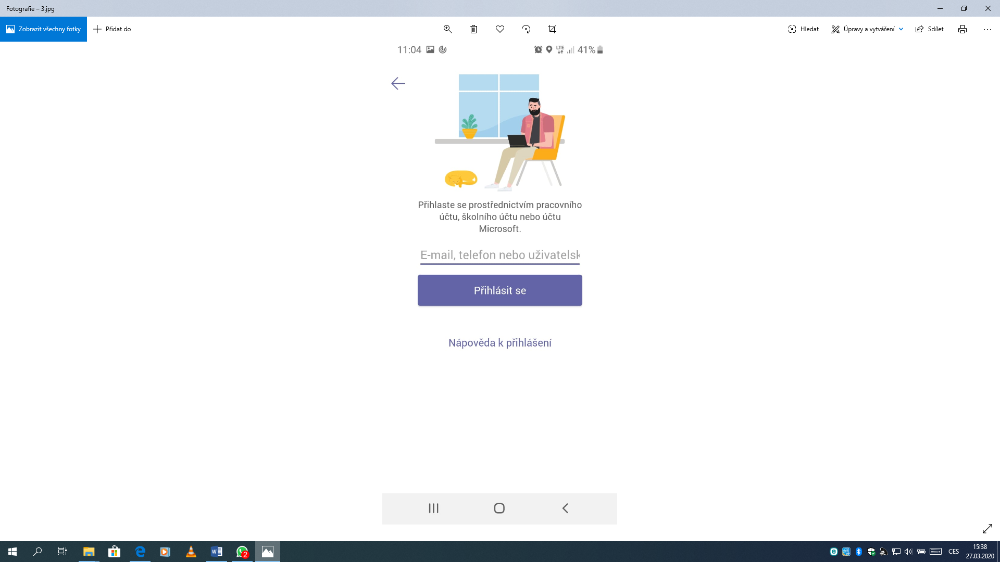 Fotografie – 3.jpg
Zobrazit všechny fotky
Přidat do
Hledat
Úpravy a vytváření
Sdílet
11:04
LTE
41%
Přihlaste se prostřednictvím pracovního
účtu, školního účtu nebo účtu
Microsoft.
E-mail, telefon nebo uživatelsk
Přihlásit se
Nápověda k přihlášení
2
CES
15:38
27.03.2020